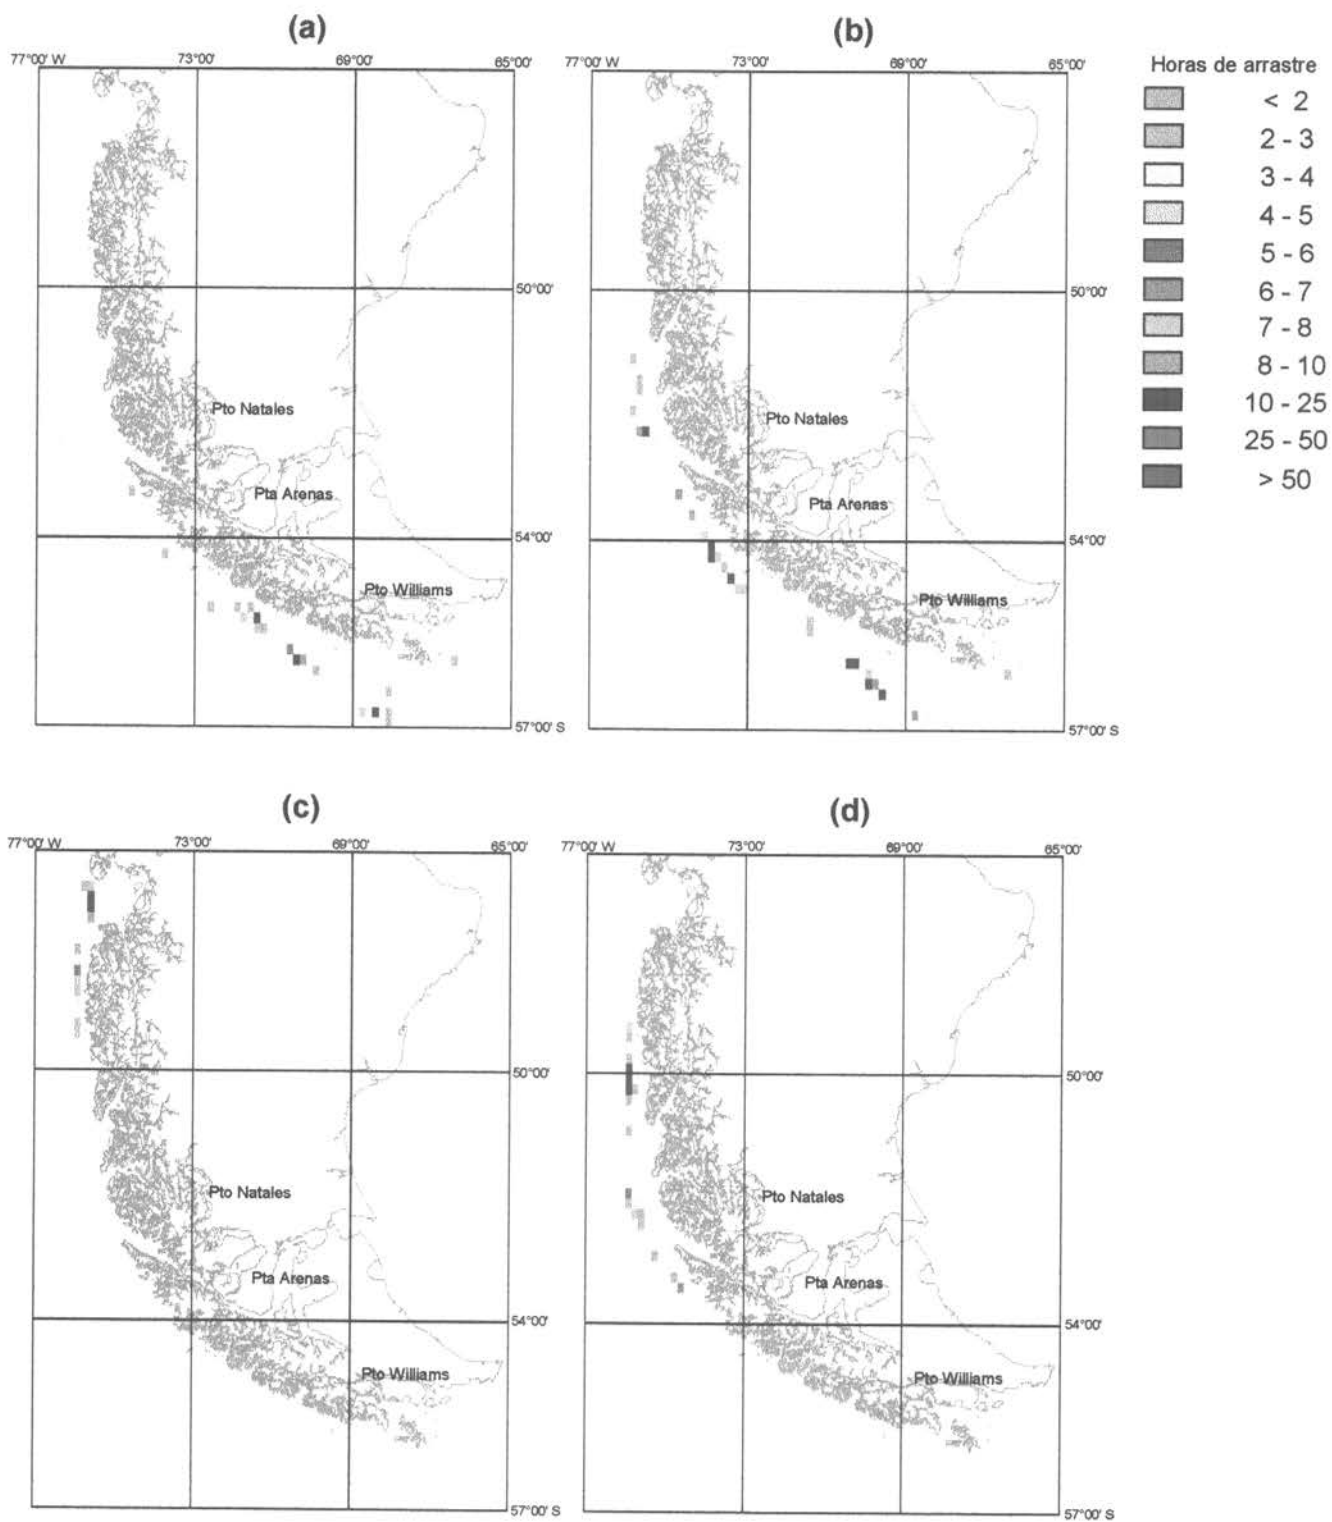 (a)
77°00' W 73°00' 69°00' 65°00'
50°00'
Pto Natales
Pta Arenas
54°00'
Pto Williams
57°00' S
(b)
77°00' W 73°00' 69°00' 65°00'
50°00'
Pto Natales
Pta Arenas
54°00'
Pto Williams
57°00' S
Horas de arrastre
< 2
2 - 3
3 - 4
4 - 5
5 - 6
6 - 7
7 - 8
8 - 10
10 - 25
25 - 50
> 50
(c)
77°00' W 73°00' 69°00' 65°00'
50°00'
Pto Natales
Pta Arenas
54°00'
Pto Williams
57°00' S
(d)
77°00' W 73°00' 69°00' 65°00'
50°00'
Pto Natales
Pta Arenas
54°00'
Pto Williams
57°00' S